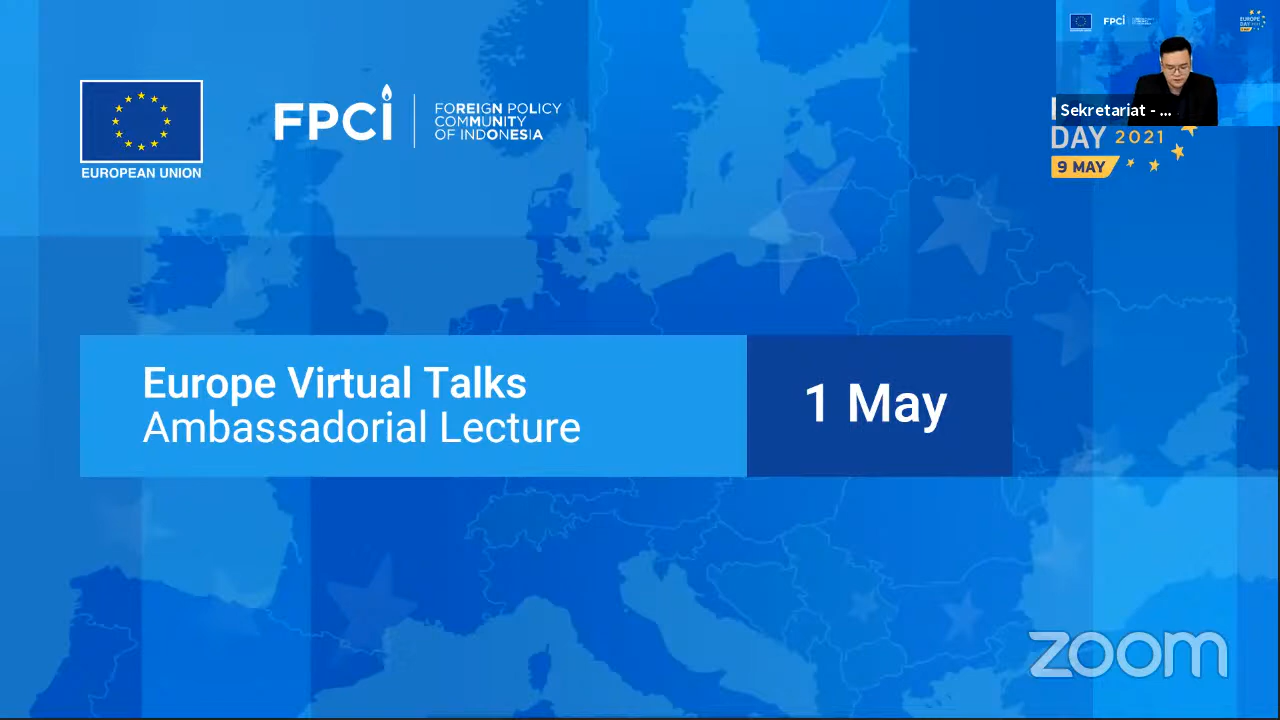 EUROPEAN UNION
FPCI
FOREIGN POLICY
COMMUNITY
OF INDONESIA
FPCI
Sekretariat - ...
DAY 2021
9 MAY
Europe Virtual Talks
Ambassadorial Lecture
1 May
zoom